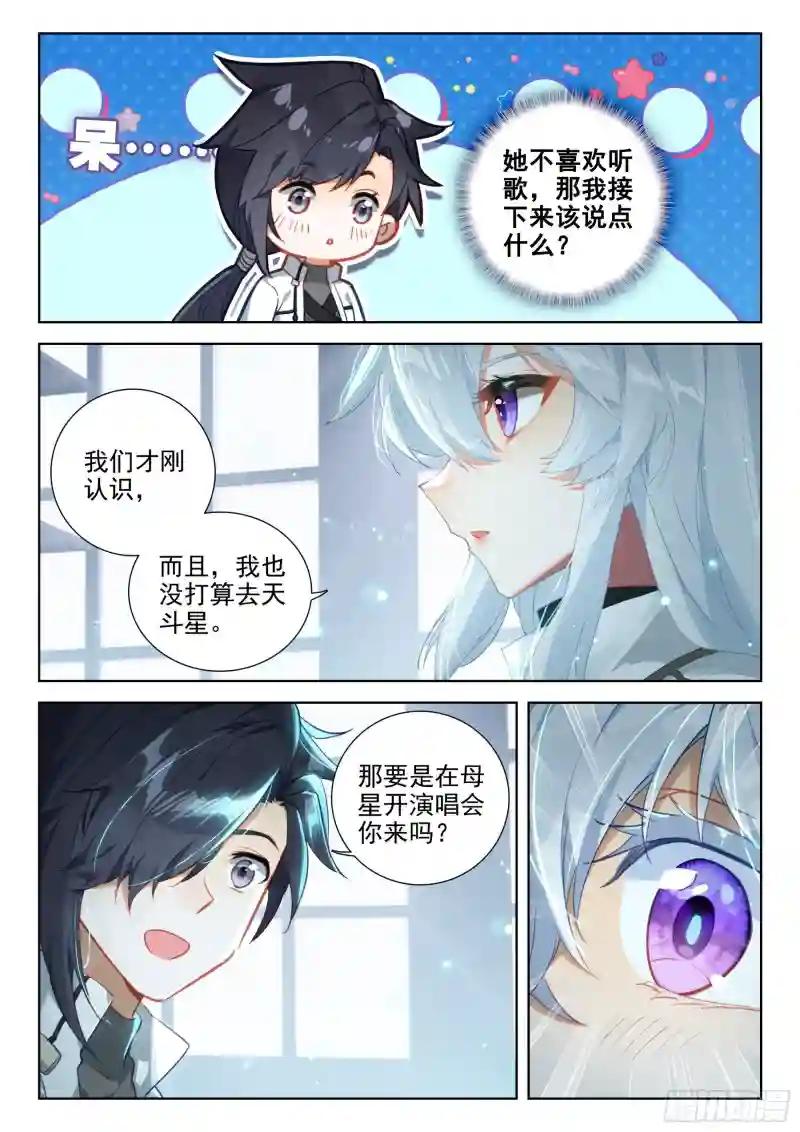 呆……
她不喜欢听
歌，那我接
下来该说点
什么？
我们才刚
认识，
而且，我也
没打算去天
斗星。
那要是在母
星开演唱会
你来吗？